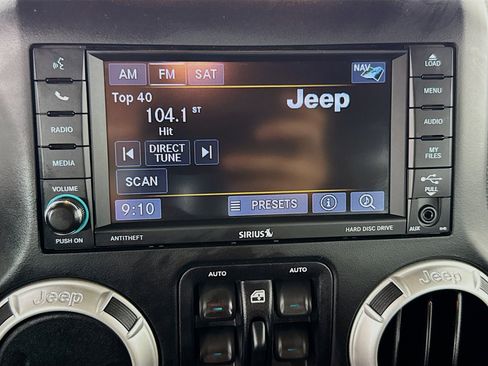 AM FM SAT NAV
Top 40
104.1 ST
Hit
Jeep
DIRECT
TUNE
SCAN
9:10 PRESETS
RADIO
MEDIA
VOLUME
PUSH ON
LOAD
MENU
AUDIO
MY
FILES
PULL
AUX
ANTITHEFT SIRIUS HARD DISC DRIVE
AUTO AUTO
Jeep Jeep